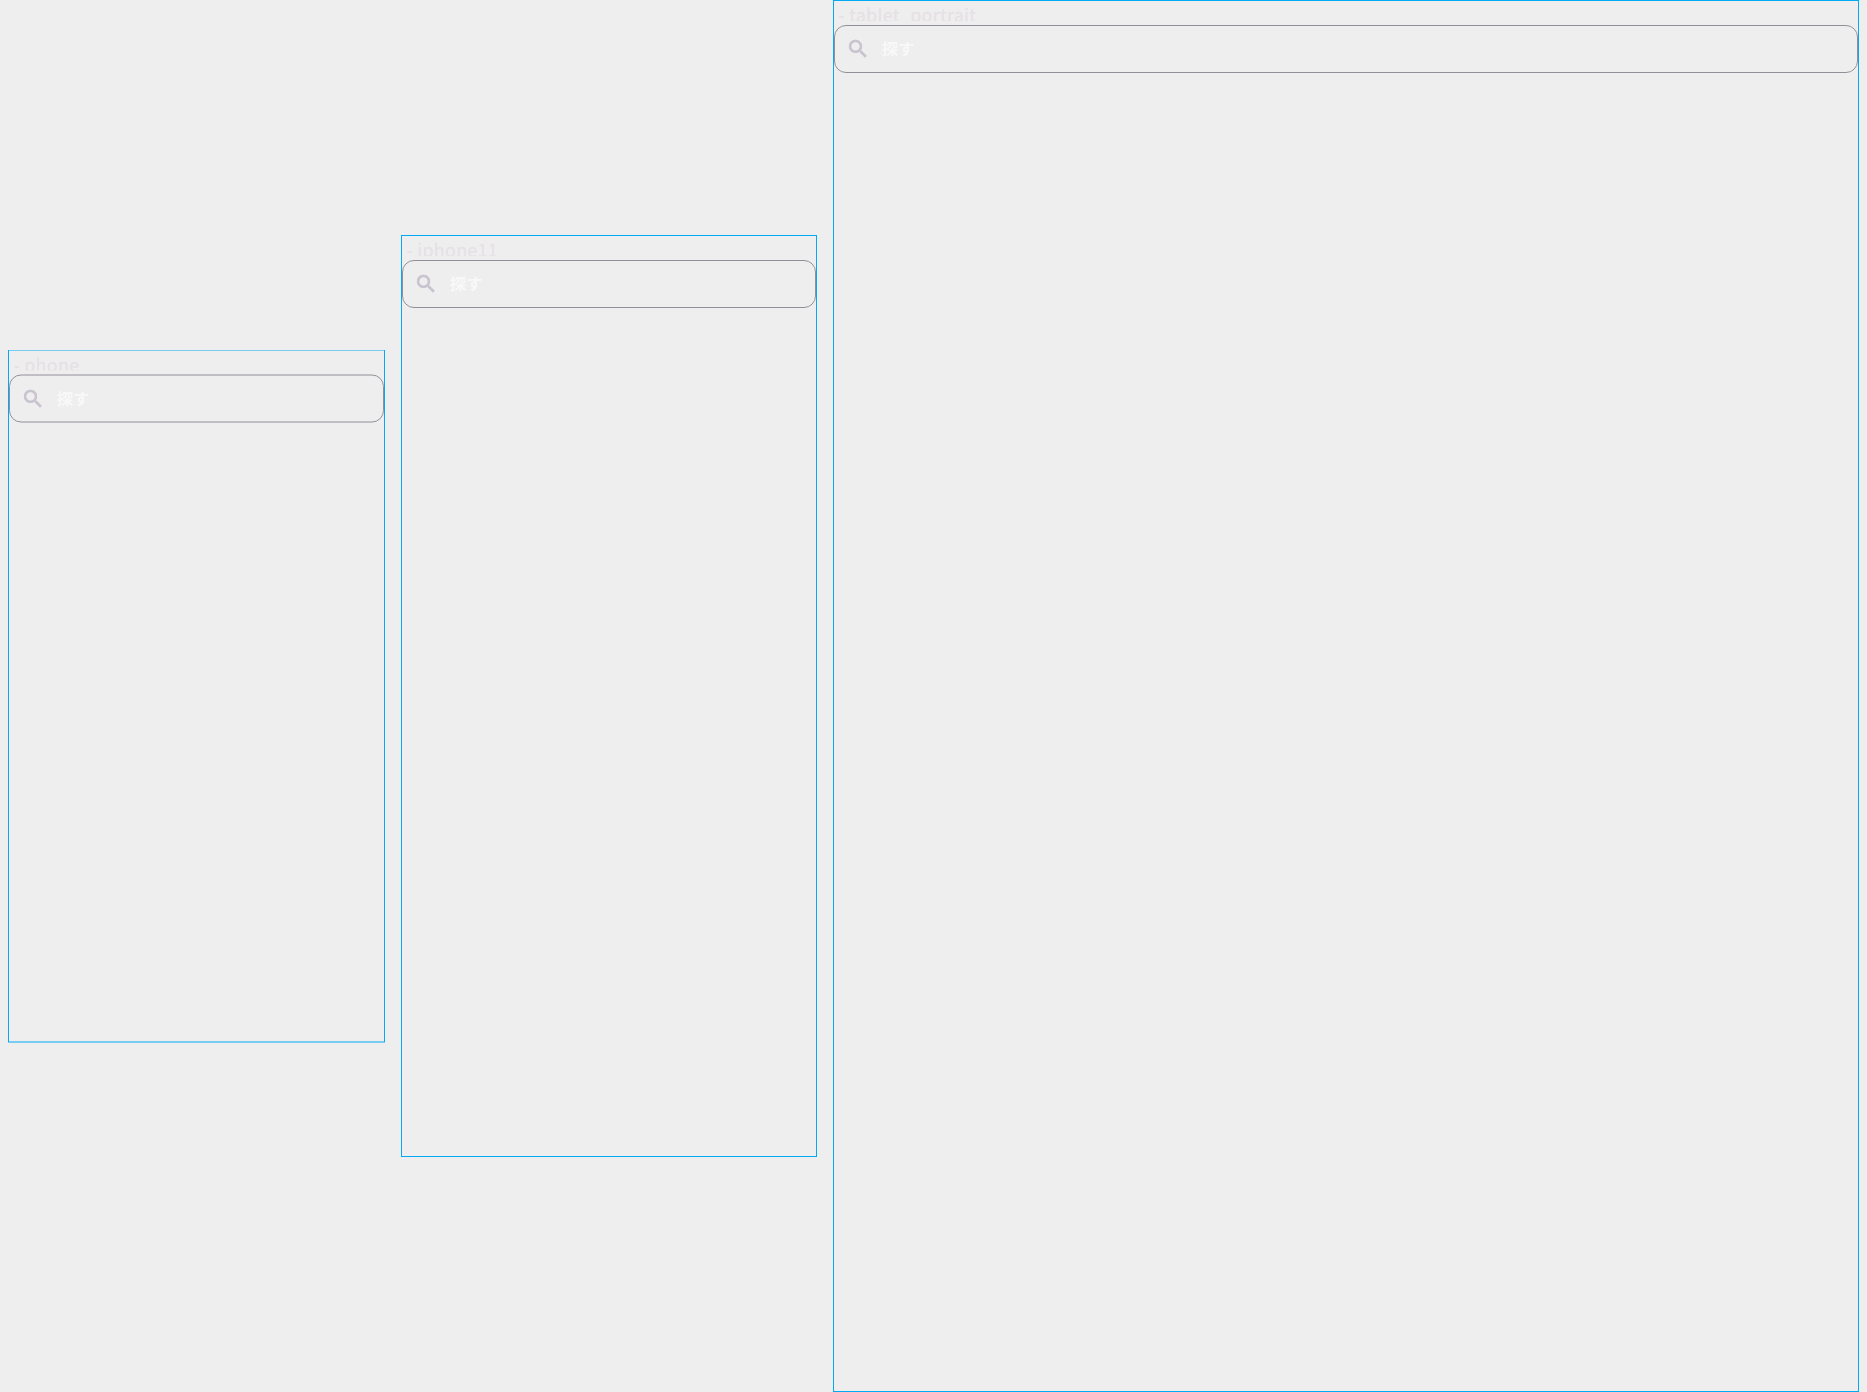 - tablet_portrait
探す
- iphone11
探す
- phone
探す